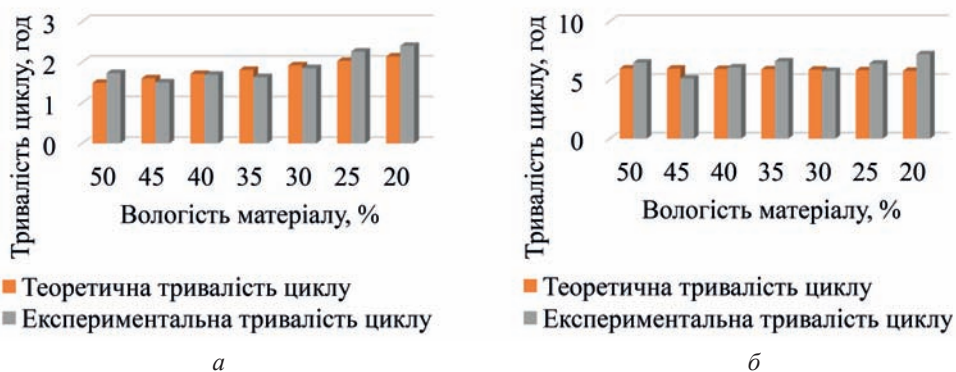 Тривалість циклу, год
3
2
1
0
50 45 40 35 30 25 20
Вологість матеріалу, %
Теоретична тривалість циклу
Експериментальна тривалість циклу
а
Тривалість циклу, год
10
5
0
50 45 40 35 30 25 20
Вологість матеріалу, %
Теоретична тривалість циклу
Експериментальна тривалість циклу
б